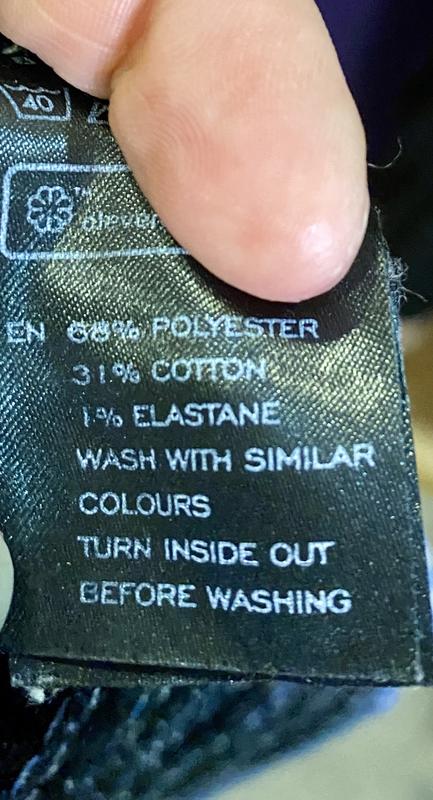 40
EN 68% POLYESTER
31% COTTON
1% ELASTANE
WASH WITH SIMILAR
COLOURS
TURN INSIDE OUT
BEFORE WASHING